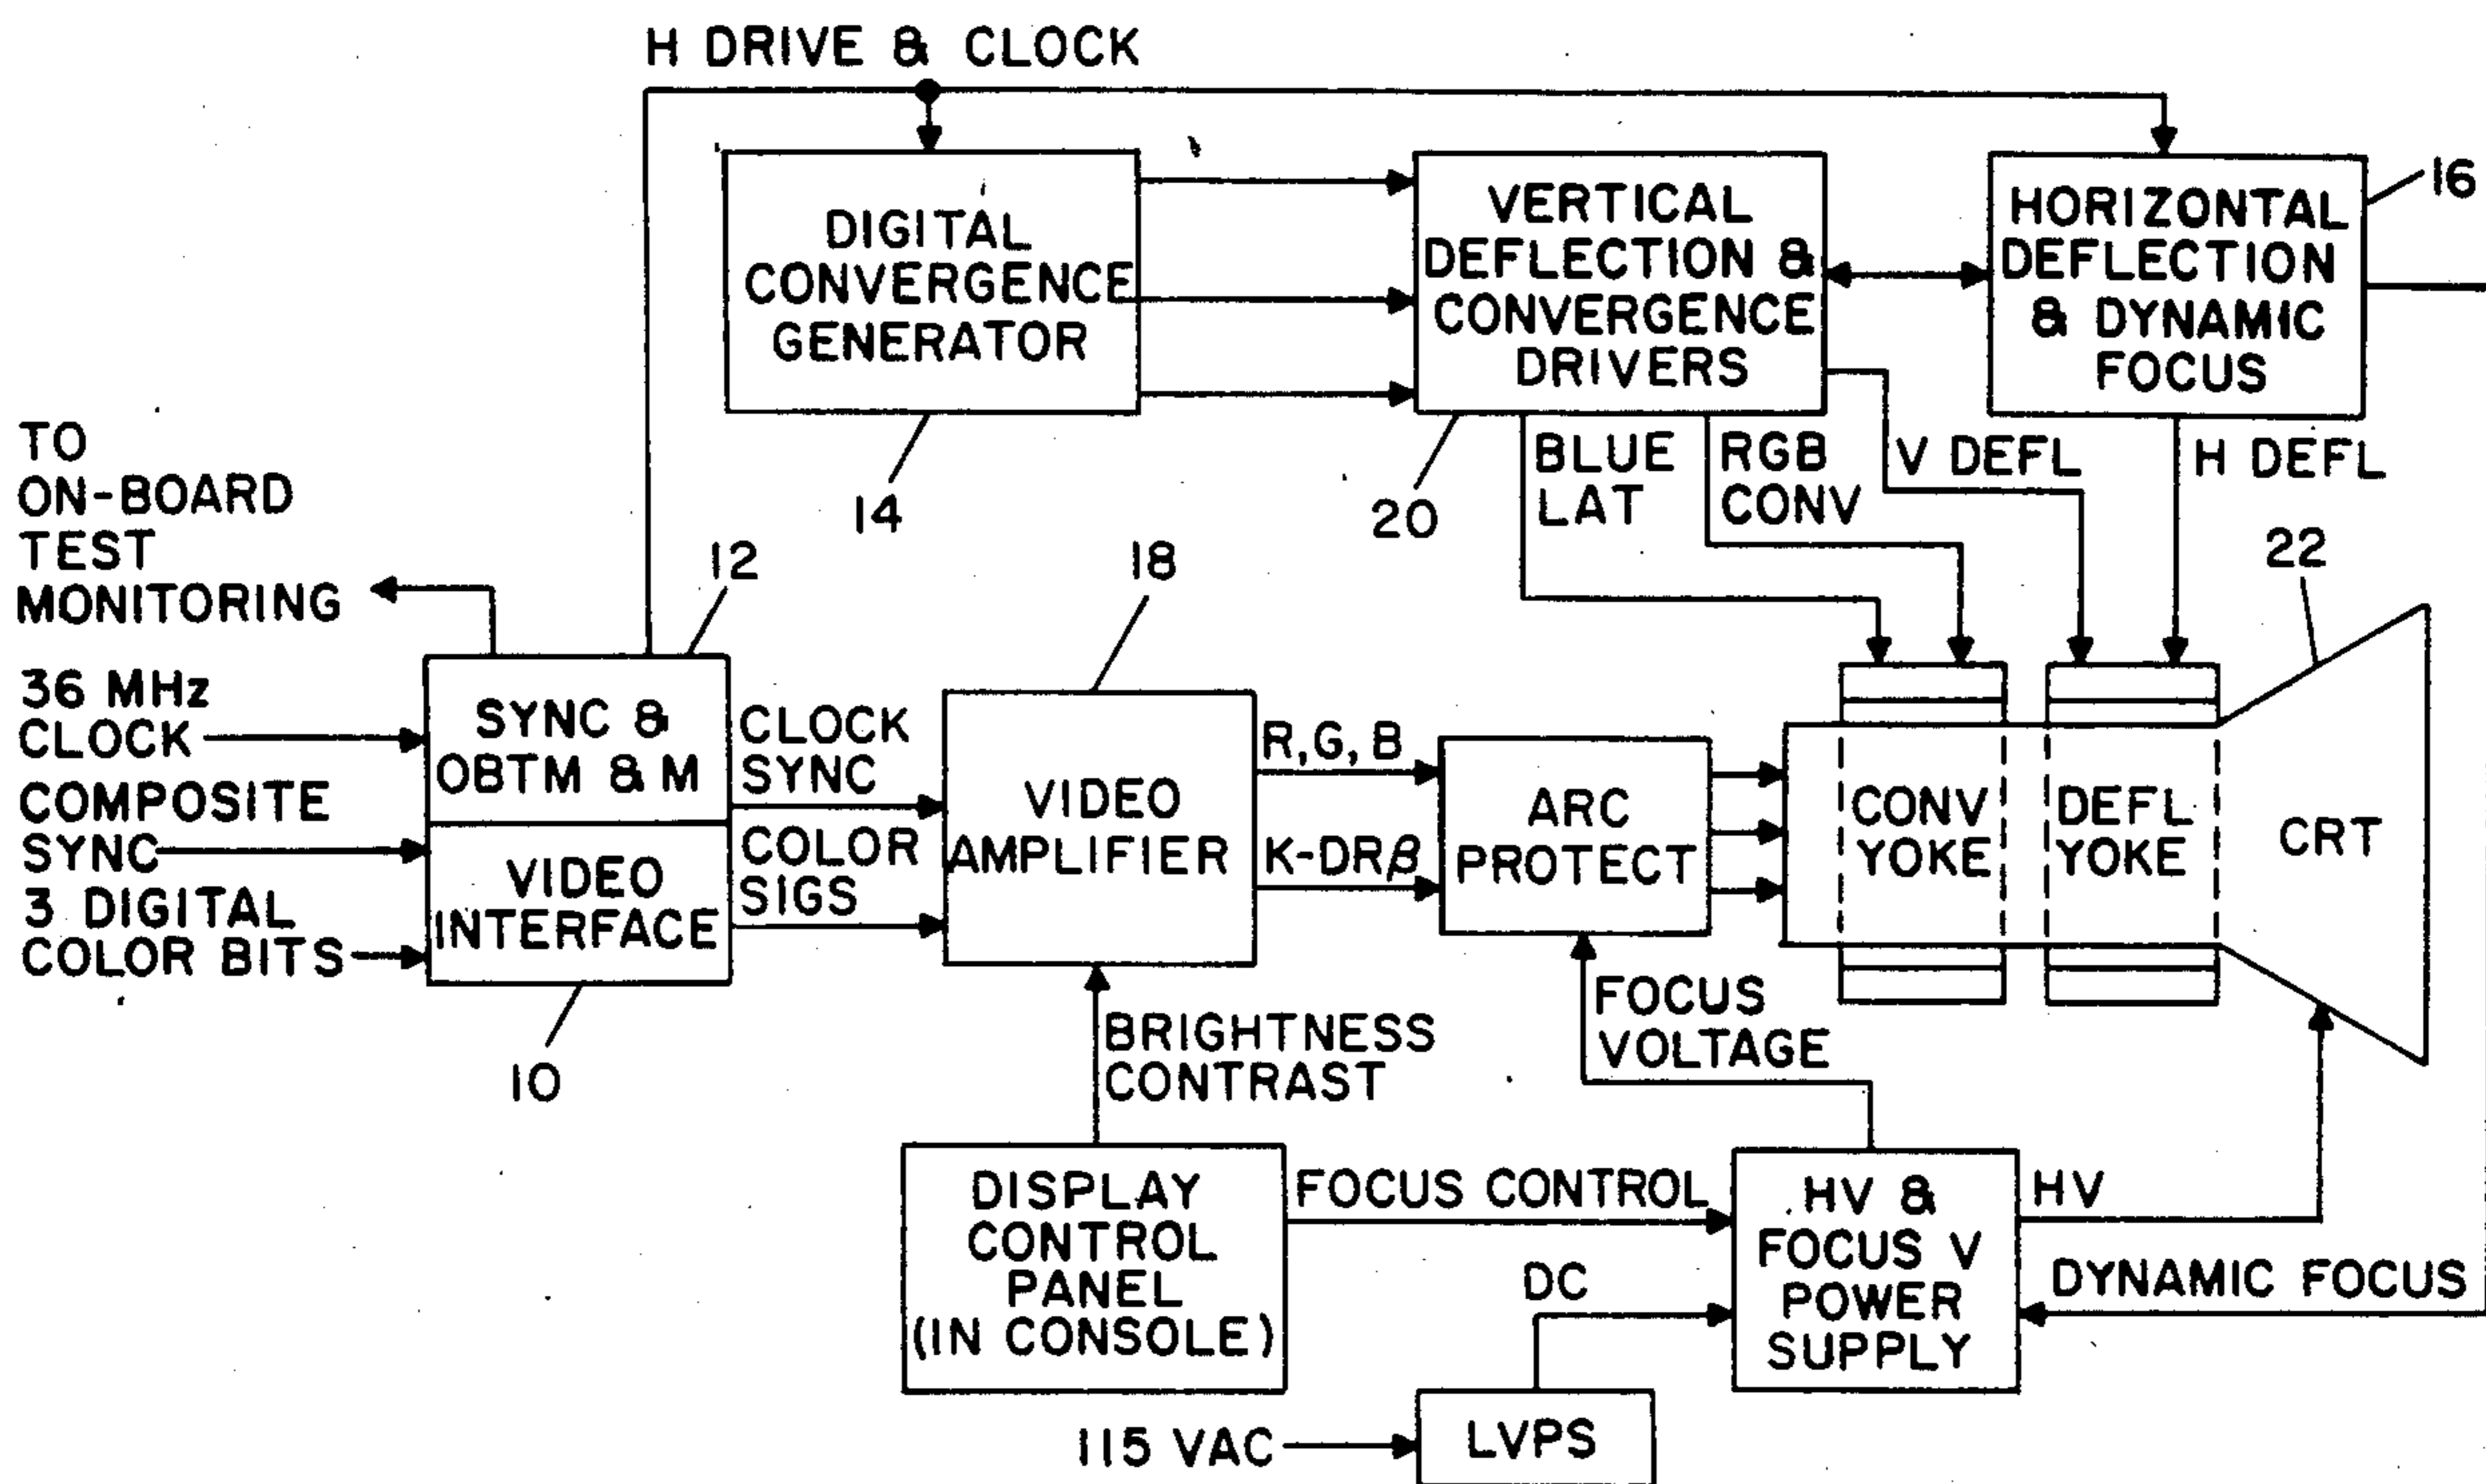 H DRIVE & CLOCK
DIGITAL
CONVERGENCE
GENERATOR
14
VERTICAL
DEFLECTION &
CONVERGENCE
DRIVERS
20
HORIZONTAL
DEFLECTION
& DYNAMIC
FOCUS
16
BLUE
LAT
RGB
CONV
V DEFL
H DEFL
22
TO
ON-BOARD
TEST
MONITORING
12
18
36 MHz
CLOCK
COMPOSITE
SYNC
3 DIGITAL
COLOR BITS
SYNC &
OBTM & M
VIDEO
INTERFACE
10
CLOCK
SYNC
COLOR
SIGS
VIDEO
AMPLIFIER
R,G,B
K-DRβ
ARC
PROTECT
CONV
YOKE
DEFL
YOKE
CRT
BRIGHTNESS
CONTRAST
FOCUS
VOLTAGE
DISPLAY
CONTROL
PANEL
(IN CONSOLE)
FOCUS CONTROL
DC
HV &
FOCUS V
POWER
SUPPLY
HV
DYNAMIC FOCUS
115 VAC
LVPS